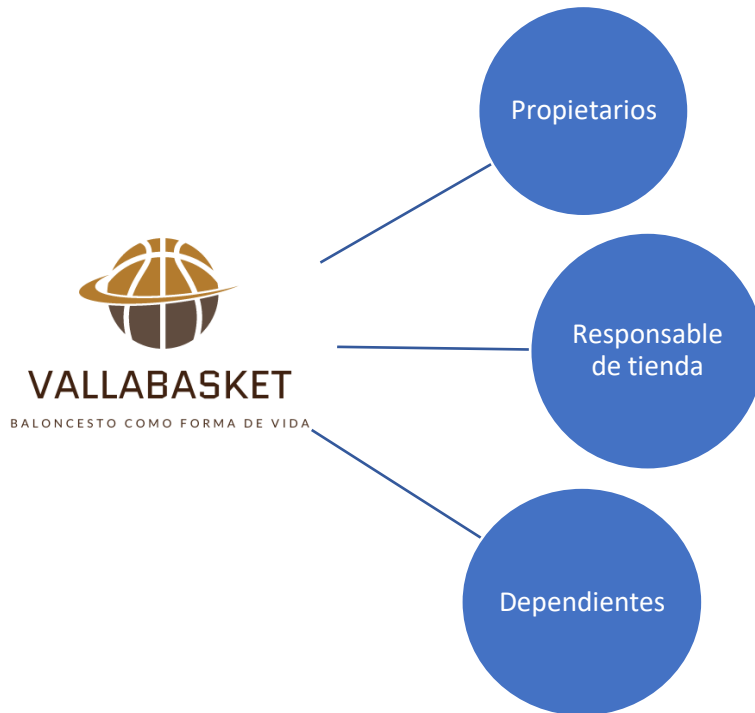 Propietarios
Responsable
de tienda
VALLABASKET
BALONCESTO COMO FORMA DE VIDA
Dependientes